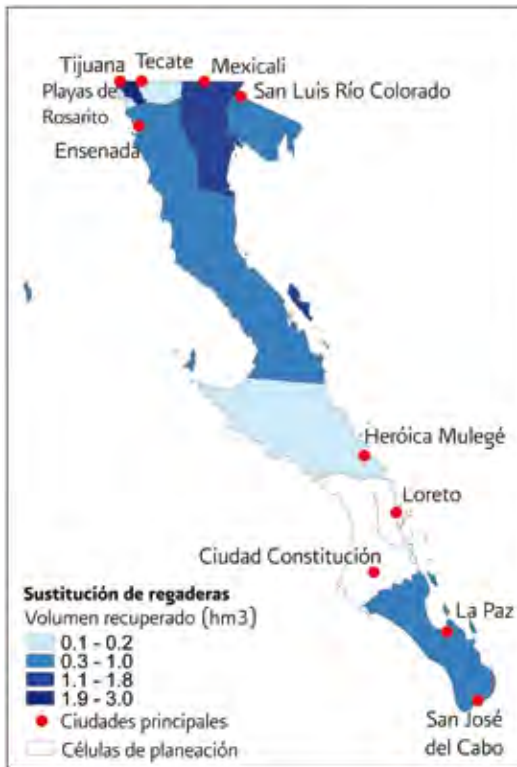 Tijuana
Tecate
Mexicali
Playas de
Rosarito
San Luis Río Colorado
Ensenada
Heróica Mulegé
Loreto
Ciudad Constitución
La Paz
San José
del Cabo
Sustitución de regaderas
Volumen recuperado (hm3)
0.1 - 0.2
0.3 - 1.0
1.1 - 1.8
1.9 - 3.0
Ciudades principales
Células de planeación